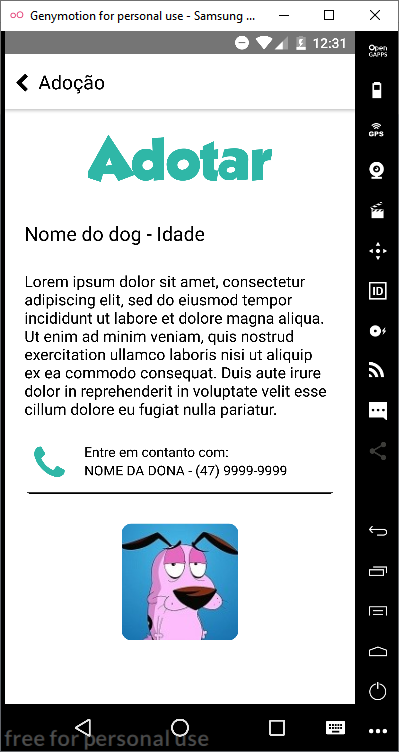 Genymotion for personal use - Samsung ...
Open
GAPPS
12:31
Adoção
GPS
Adotar
Nome do dog - Idade
ID
Lorem ipsum dolor sit amet, consectetur
adipiscing elit, sed do eiusmod tempor
incididunt ut labore et dolore magna aliqua.
Ut enim ad minim veniam, quis nostrud
exercitation ullamco laboris nisi ut aliquip
ex ea commodo consequat. Duis aute irure
dolor in reprehenderit in voluptate velit esse
cillum dolore eu fugiat nulla pariatur.
Entre em contato com:
NOME DA DONA - (47) 9999-9999
free for personal use